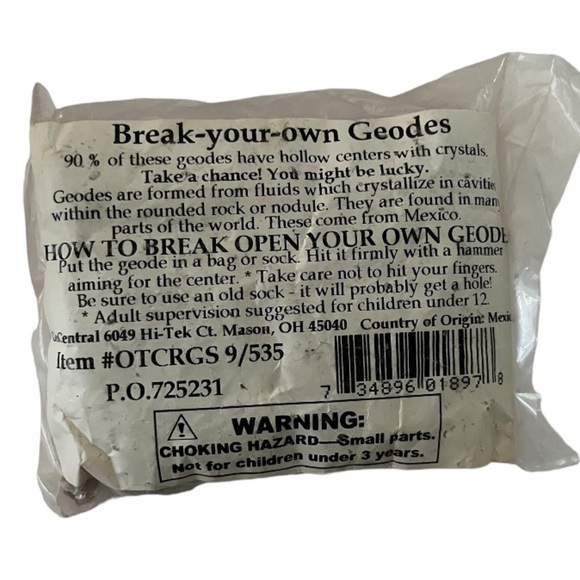 Break-your-own Geodes
90 % of these geodes have hollow centers with crystals.
Take a chance! You might be lucky.
Geodes are formed from fluids which crystallize in cavities
within the rounded rock or nodule. They are found in many
parts of the world. These come from Mexico.
HOW TO BREAK OPEN YOUR OWN GEODE
Put the geode in a bag or sock. Hit it firmly with a hammer
aiming for the center. * Take care not to hit your fingers.
Be sure to use an old sock - it will probably get a hole!
* Adult supervision suggested for children under 12.
Central 6049 Hi-Tek Ct. Mason, OH 45040 Country of Origin: Mexic
Item #OTCRGS 9/535
P.O.725231
7 34896 01897 8
WARNING:
CHOKING HAZARD—Small parts.
Not for children under 3 years.